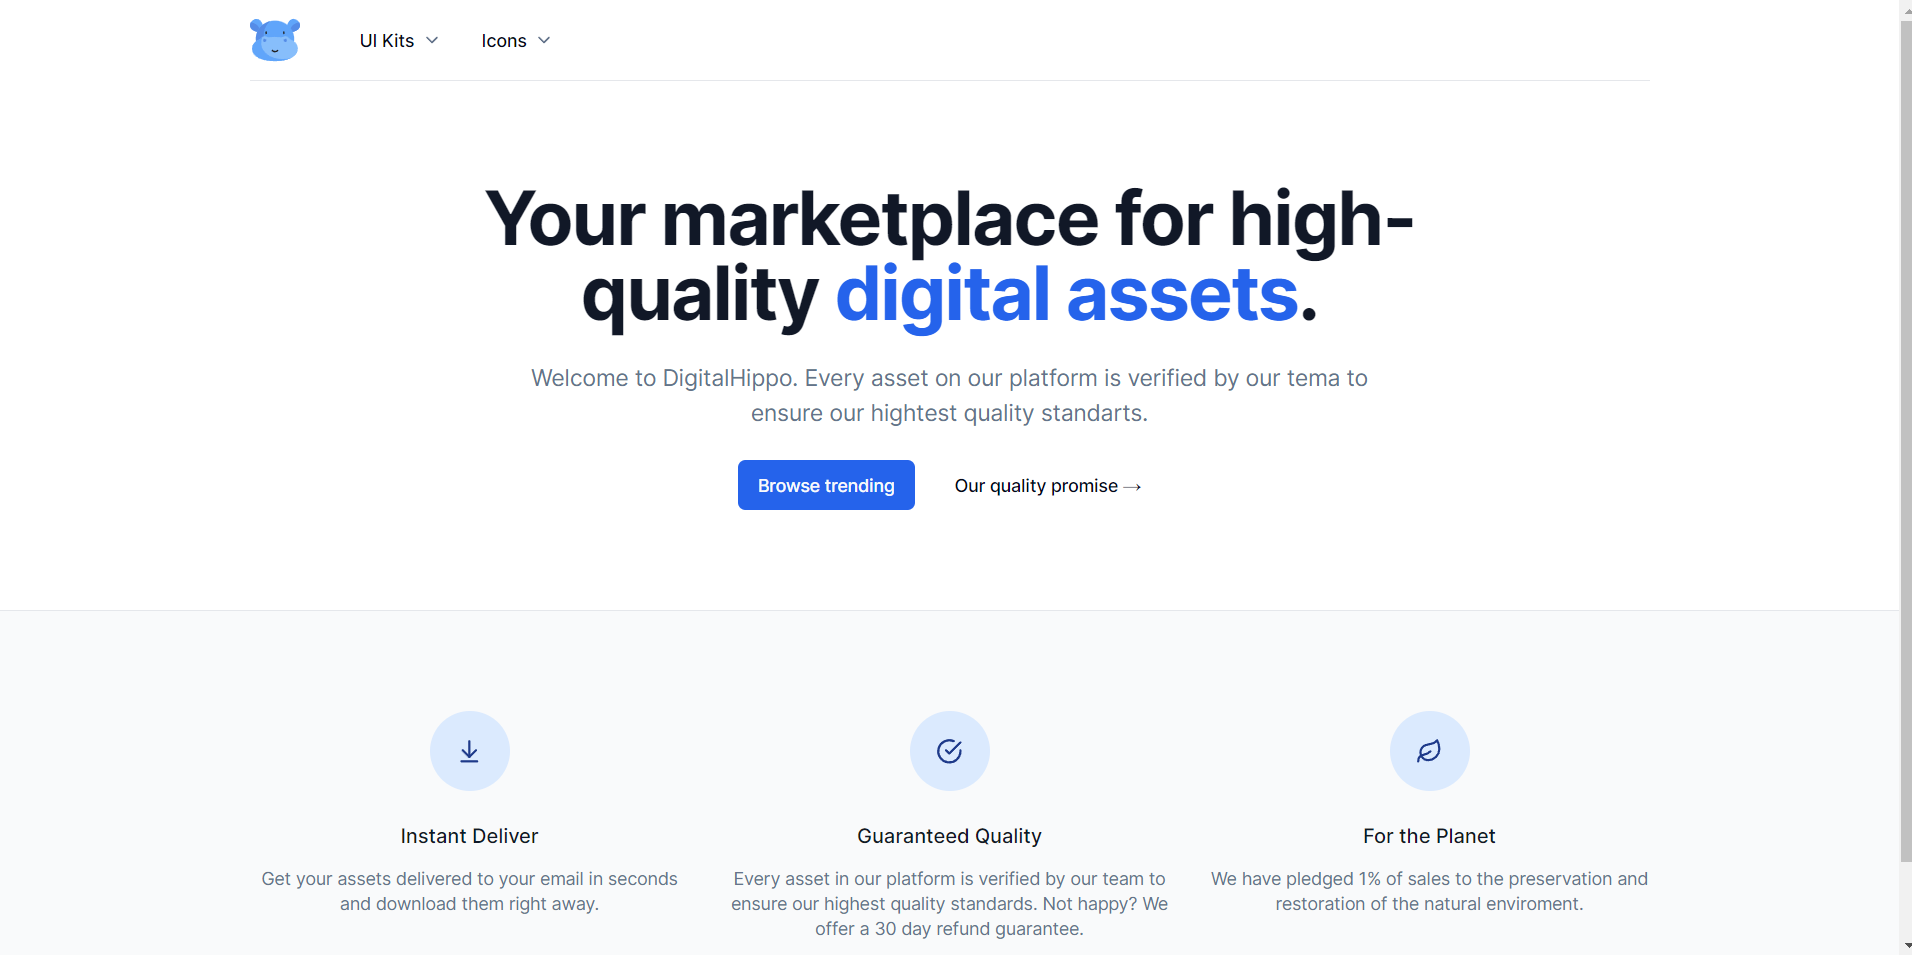 UI Kits
Icons
Your marketplace for high-
quality digital assets.
Welcome to DigitalHippo. Every asset on our platform is verified by our tema to
ensure our hightest quality standarts.
Browse trending
Our quality promise →
Instant Deliver
Get your assets delivered to your email in seconds
and download them right away.
Guaranteed Quality
Every asset in our platform is verified by our team to
ensure our highest quality standards. Not happy? We
offer a 30 day refund guarantee.
For the Planet
We have pledged 1% of sales to the preservation and
restoration of the natural enviroment.